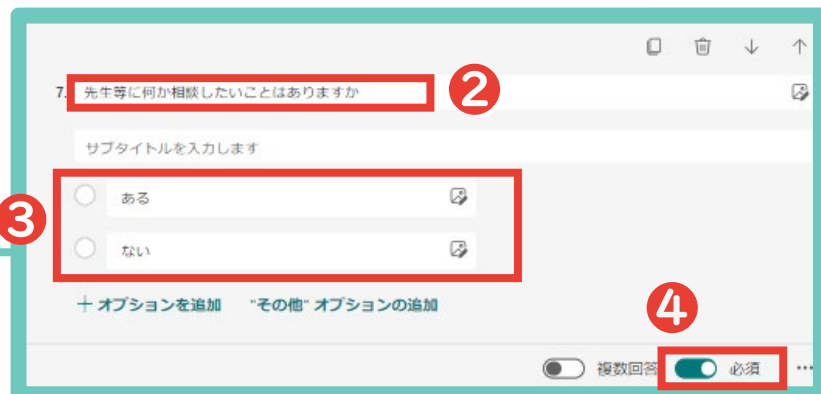 7. 先生等に何か相談したいことはありますか
2
サブタイトルを入力します
3
ある
ない
+ オプションを追加 "その他" オプションの追加
4
複数回答 必須 …